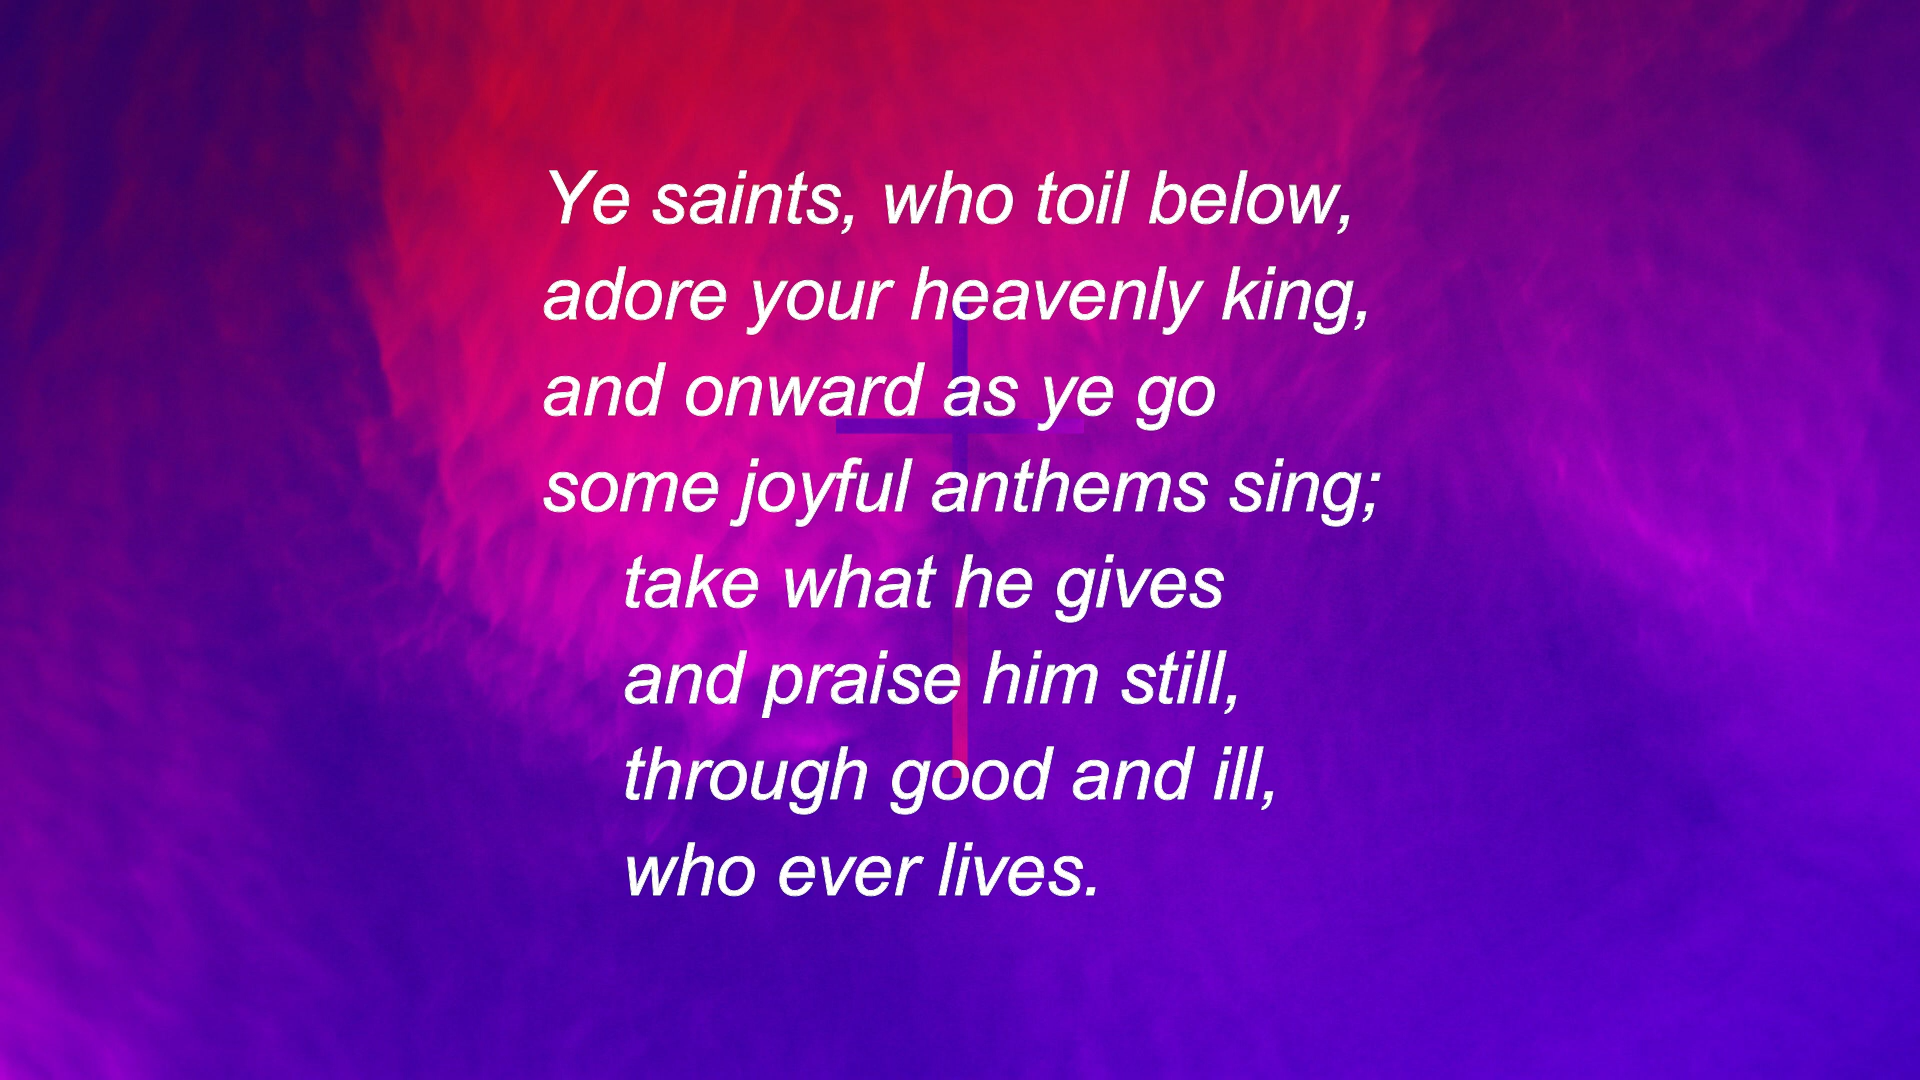 Ye saints, who toil below,
adore your heavenly king,
and onward as ye go
some joyful anthems sing;
take what he gives
and praise him still,
through good and ill,
who ever lives.